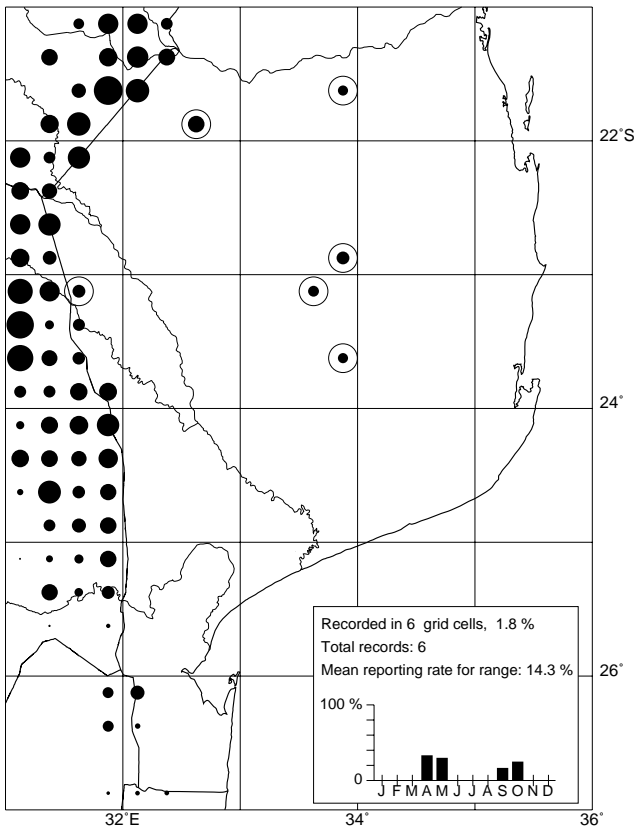 22˚S
24˚
Recorded in 6 grid cells, 1.8 %
Total records: 6
Mean reporting rate for range: 14.3 %
26˚
100 %
0
J F M A M J J A S O N D
32˚E
34˚
36˚